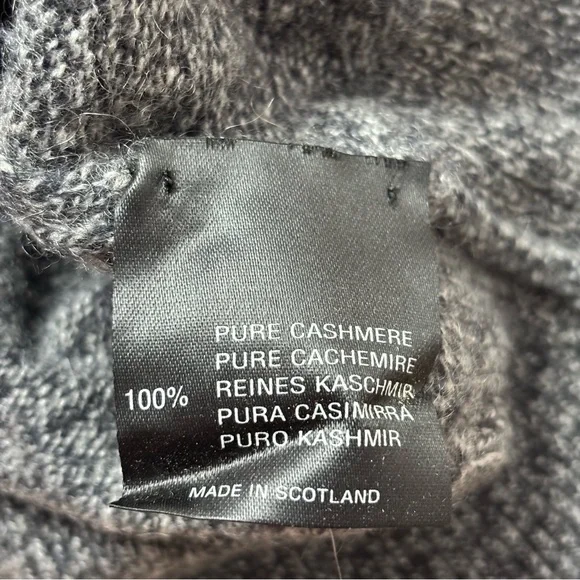 PURE CASHMERE
PURE CACHEMIRE
100% REINES KASCHMIR
PURA CASIMIRRA
PURO KASHMIR
MADE IN SCOTLAND